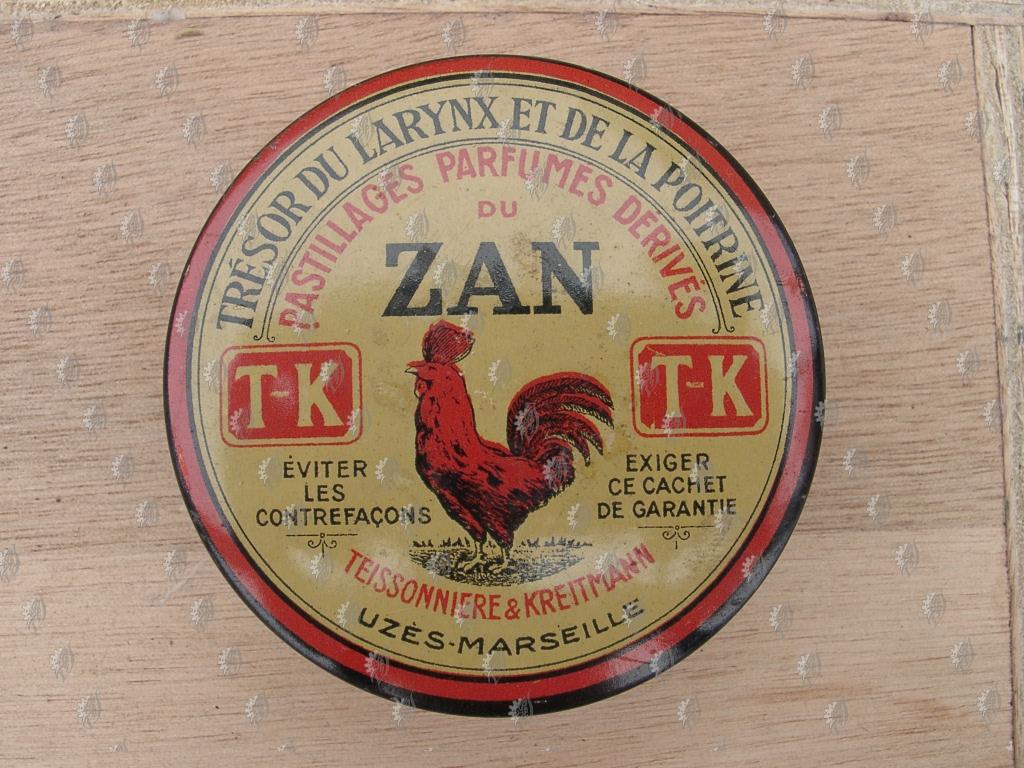 TRÉSOR DU LARYNX ET DE LA POITRINE
PASTILLAGES PARFUMES DERIVÉS
DU
ZAN
T-K
T-K
ÉVITER
LES
CONTREFAÇONS
EXIGER
CE CACHET
DE GARANTIE
TEISSONNIERE & KREITMANN
UZÈS-MARSEILLE